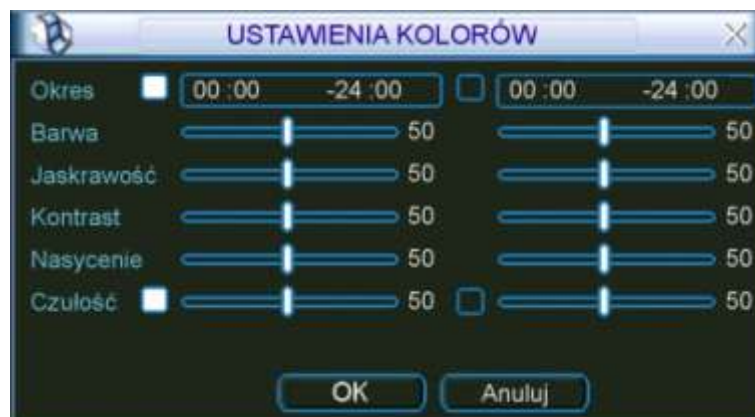 USTAWIENIA KOLORÓW
Okres 00 :00 -24 :00 00 :00 -24 :00
Barwa 50 50
Jaskrawość 50 50
Kontrast 50 50
Nasycenie 50 50
Czułość 50 50
OK Anuluj